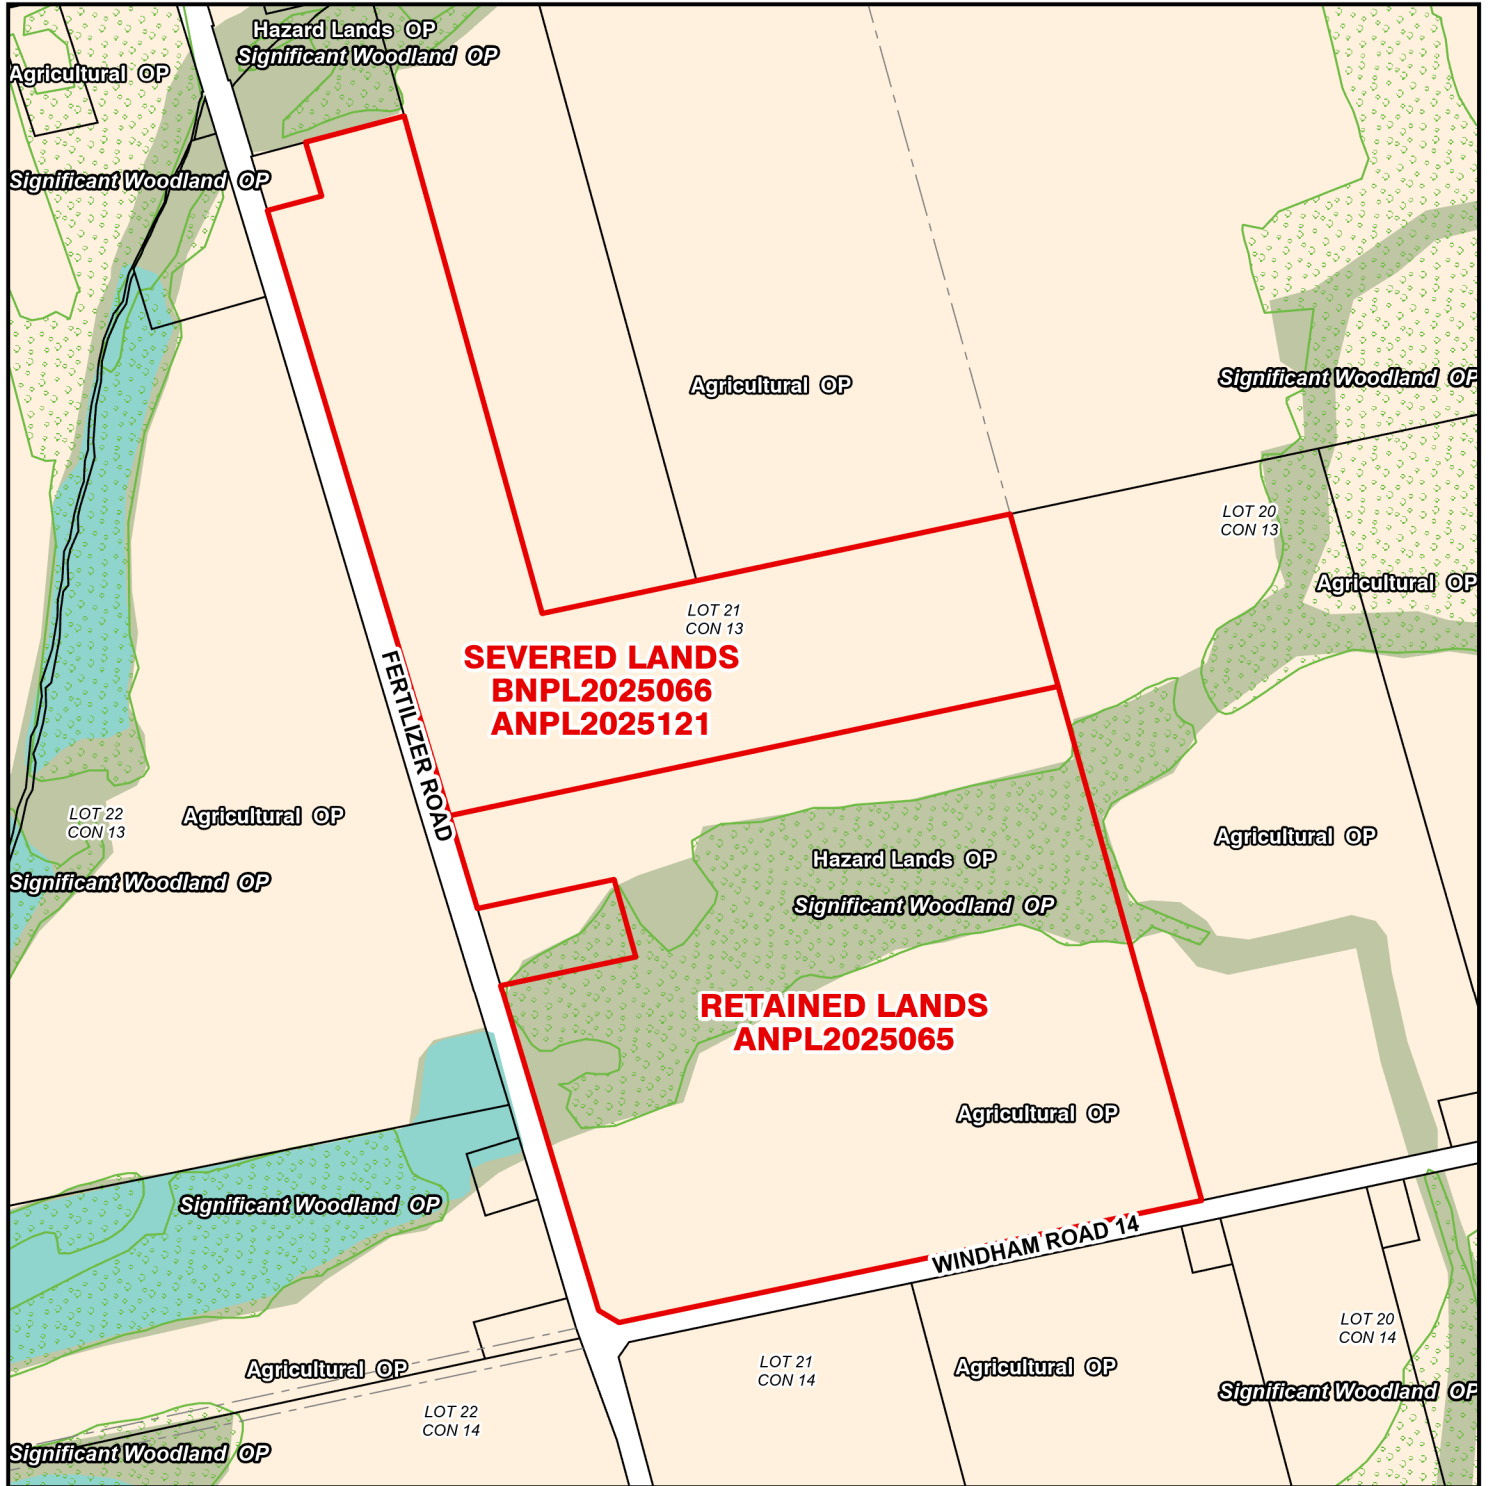 Hazard Lands OP
Significant Woodland OP
Agricultural OP
Significant Woodland OP
Agricultural OP
Significant Woodland OP
LOT 20
CON 13
Agricultural OP
LOT 21
CON 13
SEVERED LANDS
BNPL2025066
ANPL2025121
FERTILIZER ROAD
LOT 22
CON 13
Agricultural OP
Significant Woodland OP
Agricultural OP
Hazard Lands OP
Significant Woodland OP
RETAINED LANDS
ANPL2025065
Agricultural OP
Significant Woodland OP
WINDHAM ROAD 14
LOT 20
CON 14
Agricultural OP
LOT 21
CON 14
Agricultural OP
Significant Woodland OP
LOT 22
CON 14
Significant Woodland OP